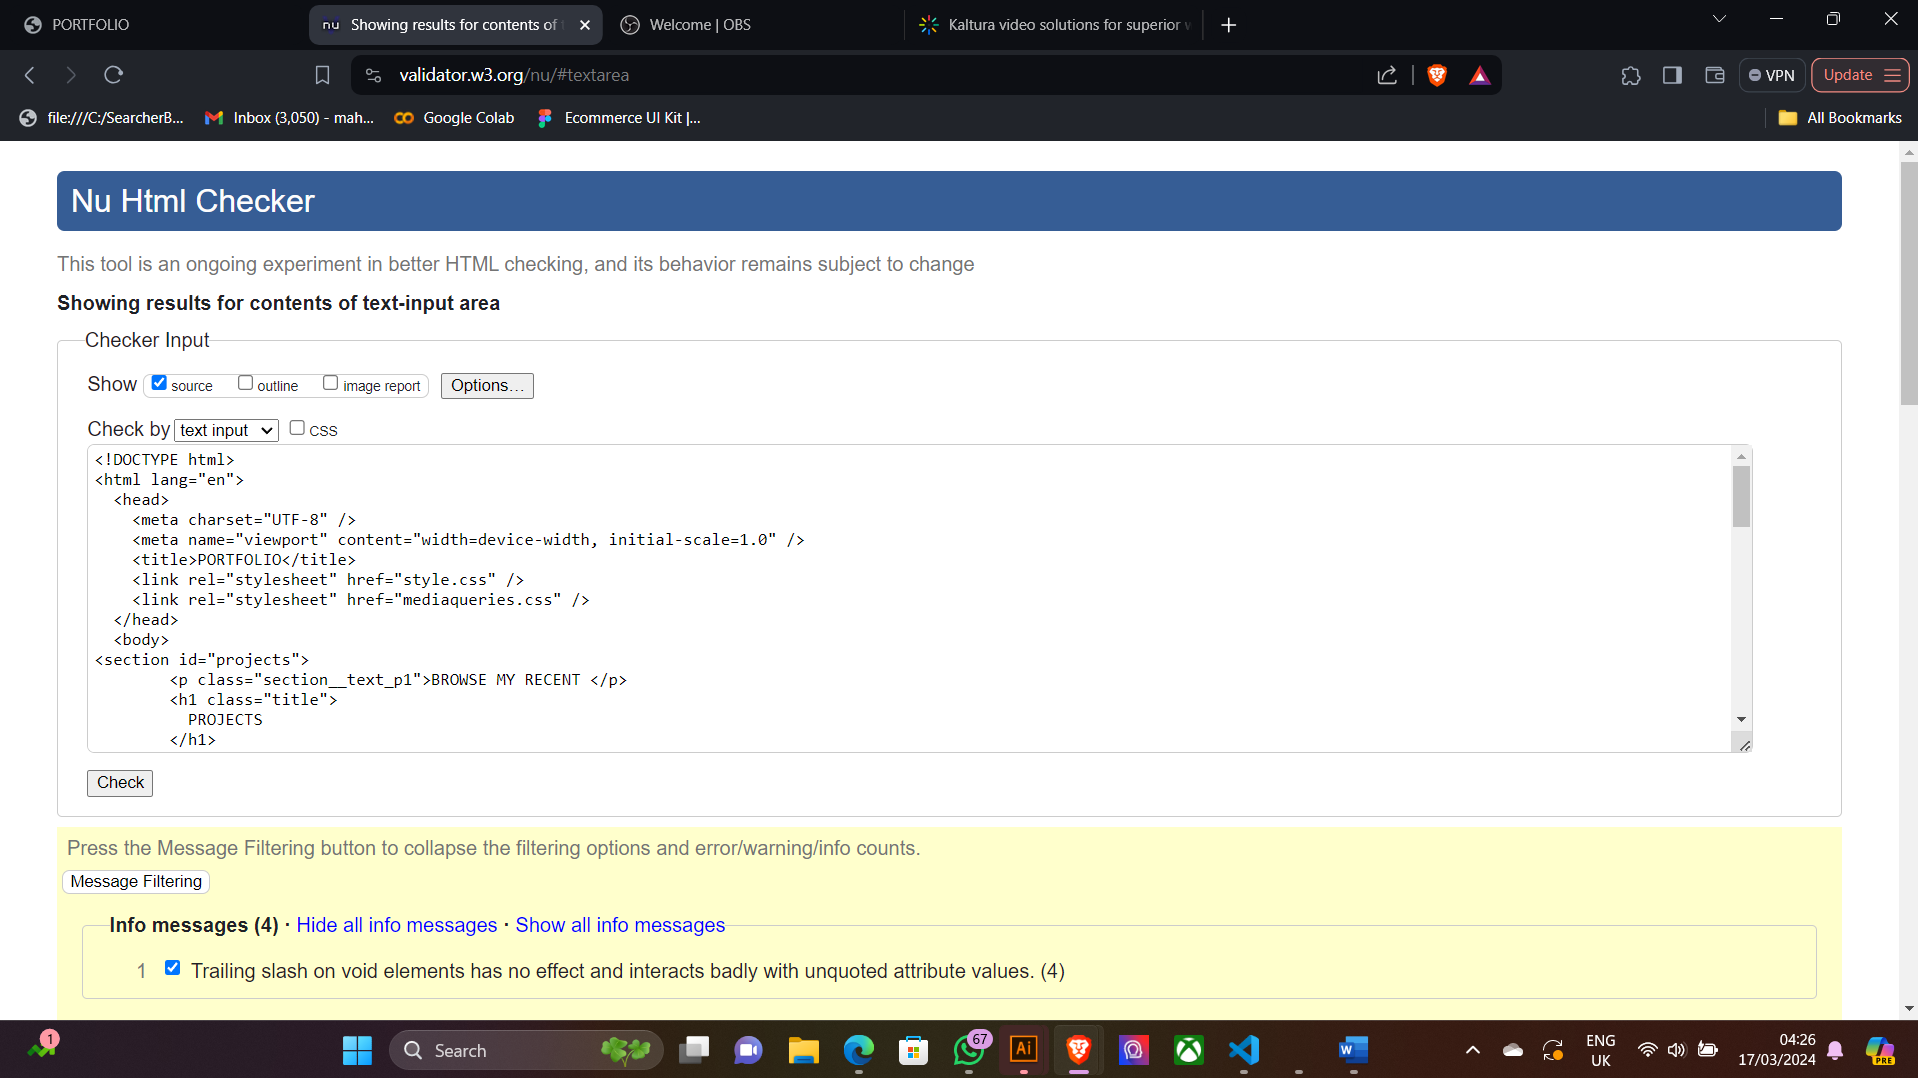 PORTFOLIO
nu Showing results for contents of
Welcome | OBS
Kaltura video solutions for superior
validator.w3.org/nu/#textarea
VPN
Update
file:///C:/SearcherB...
Inbox (3,050) - mah...
Google Colab
Ecommerce UI Kit |...
All Bookmarks
Nu Html Checker
This tool is an ongoing experiment in better HTML checking, and its behavior remains subject to change
Showing results for contents of text-input area
Checker Input
Show source outline image report Options...
Check by text input CSS
<!DOCTYPE html>
<html lang="en">
<head>
<meta charset="UTF-8" />
<meta name="viewport" content="width=device-width, initial-scale=1.0" />
<title>PORTFOLIO</title>
<link rel="stylesheet" href="style.css" />
<link rel="stylesheet" href="mediaqueries.css" />
</head>
<body>
<section id="projects">
<p class="section__text_p1">BROWSE MY RECENT </p>
<h1 class="title">
PROJECTS
</h1>
Check
Press the Message Filtering button to collapse the filtering options and error/warning/info counts.
Message Filtering
Info messages (4) · Hide all info messages · Show all info messages
1 Trailing slash on void elements has no effect and interacts badly with unquoted attribute values. (4)
1
Search
67
Ai
W
ENG
UK
04:26
17/03/2024
PRE